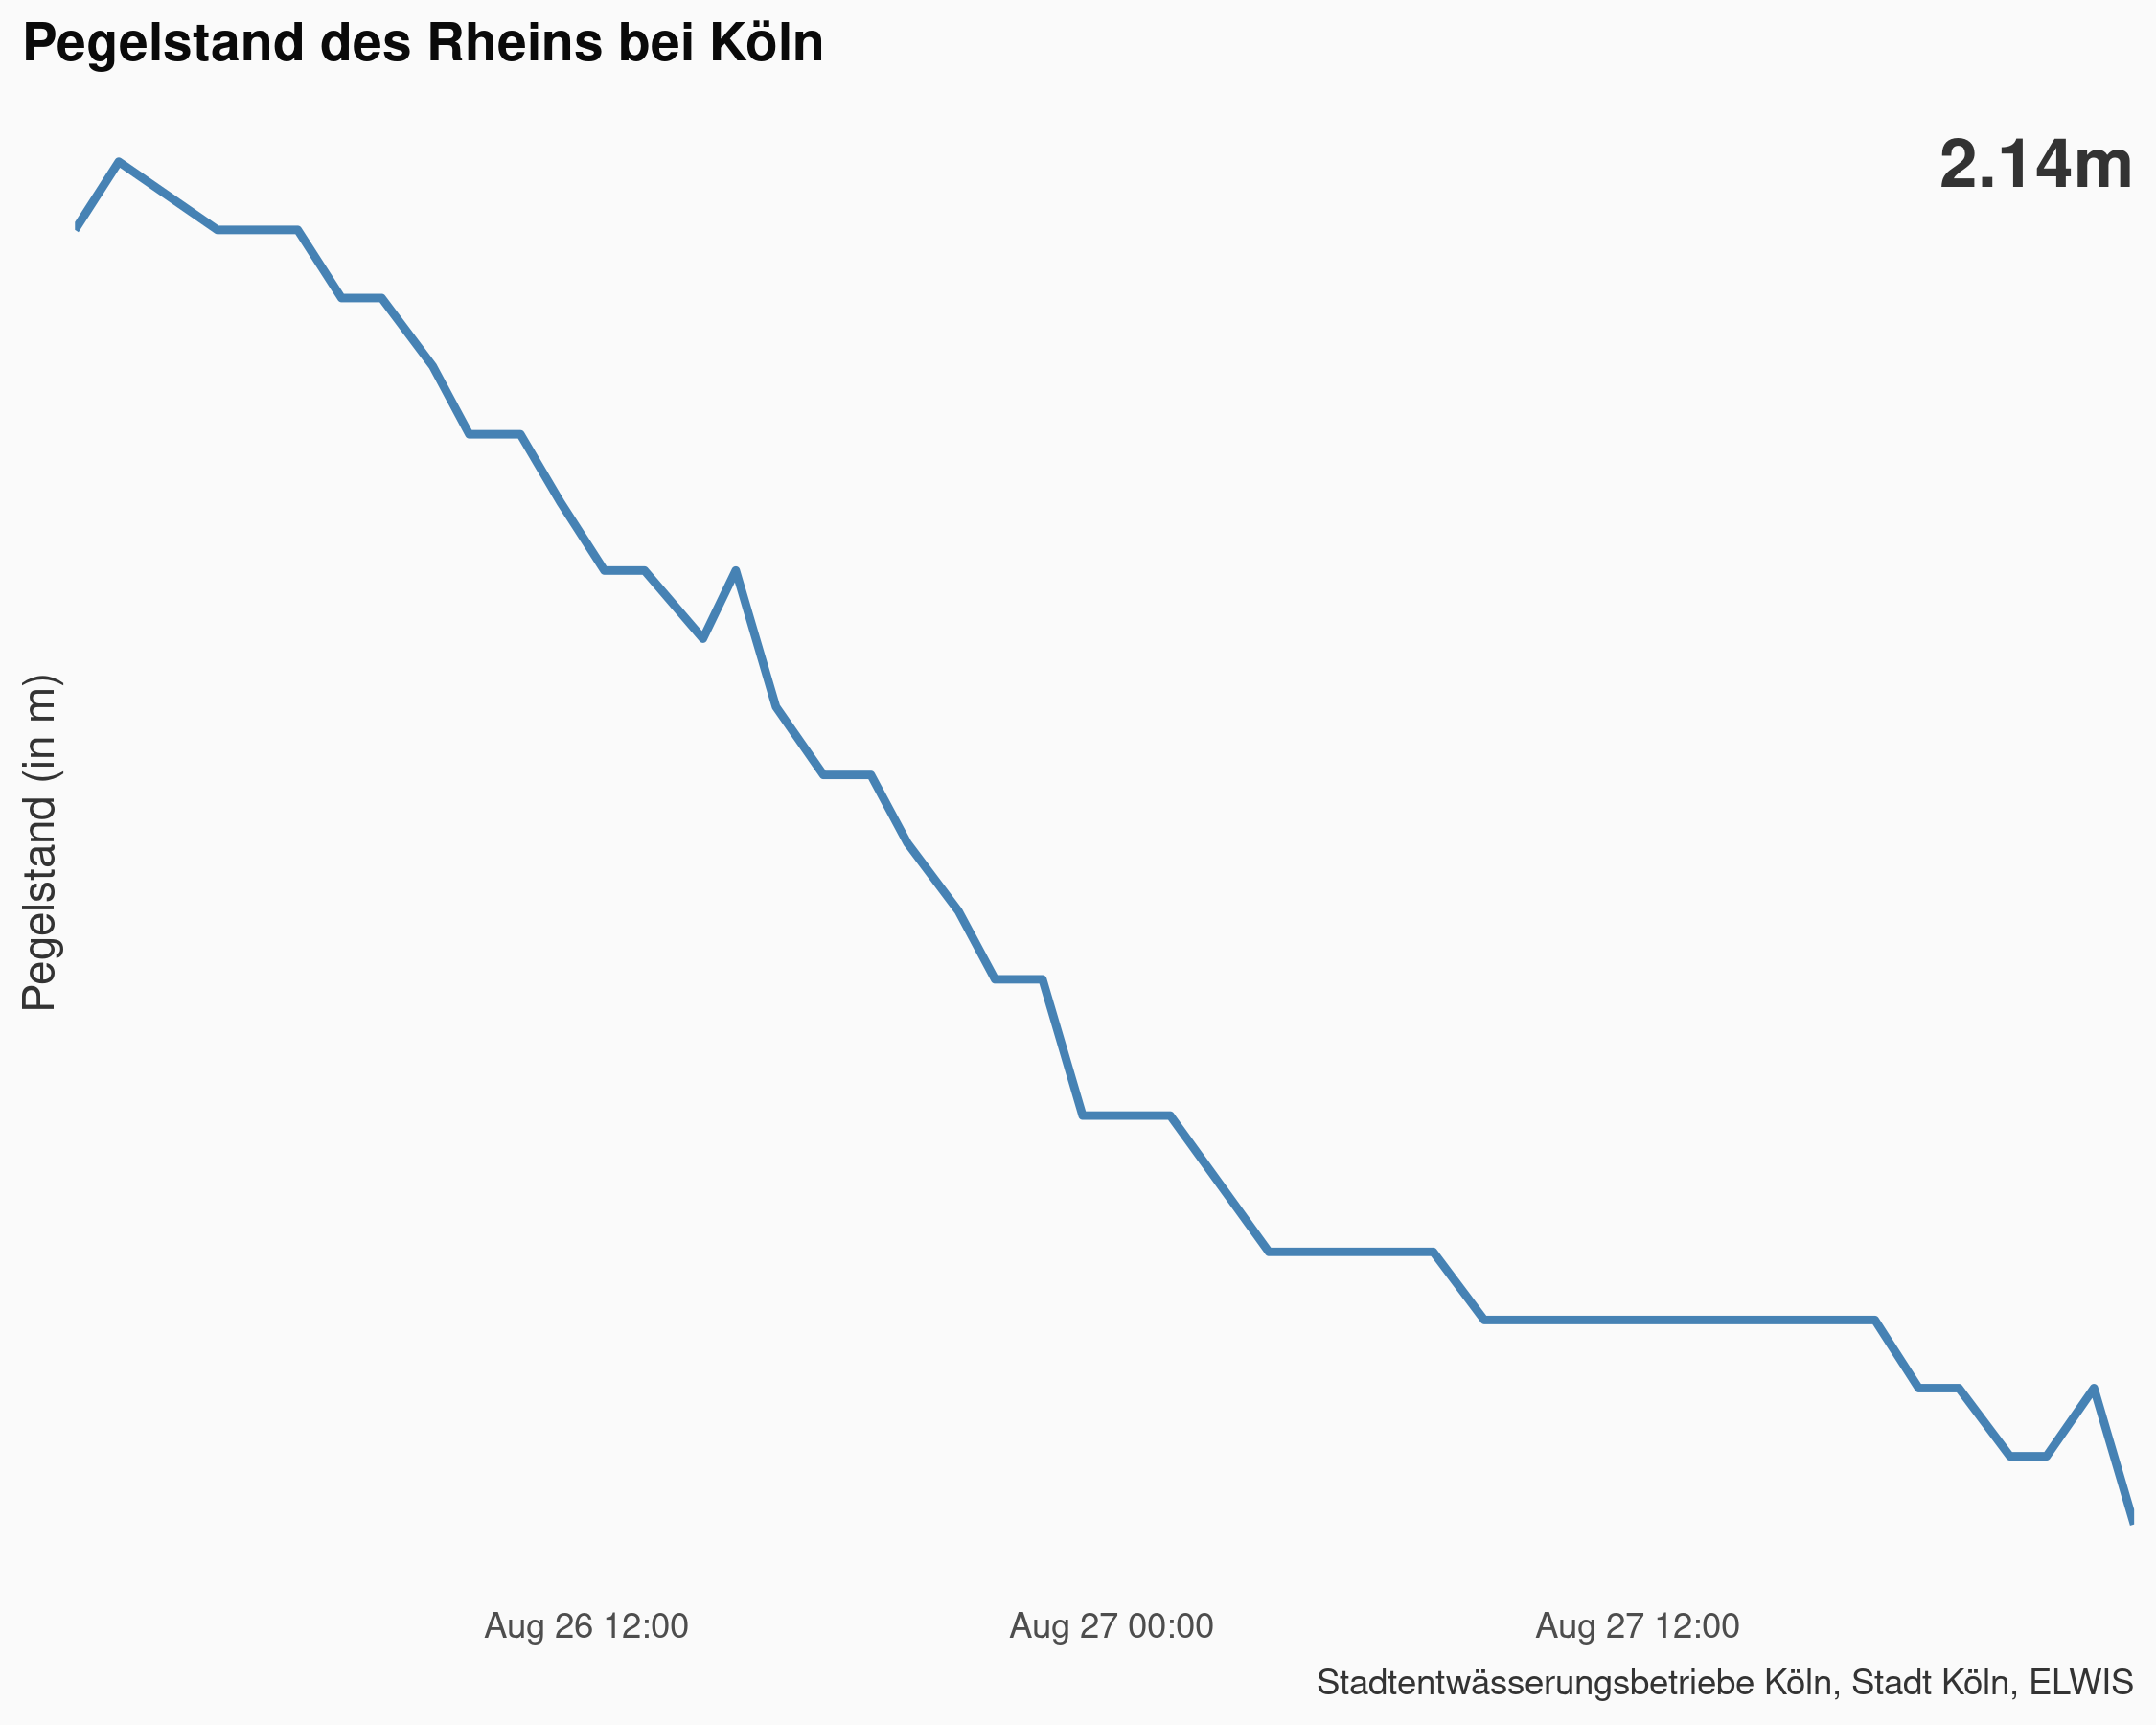 Pegelstand des Rheins bei Köln
2.14m
Pegelstand (in m)
Aug 26 12:00
Aug 27 00:00
Aug 27 12:00
Stadtentwässerungsbetriebe Köln, Stadt Köln, ELWIS